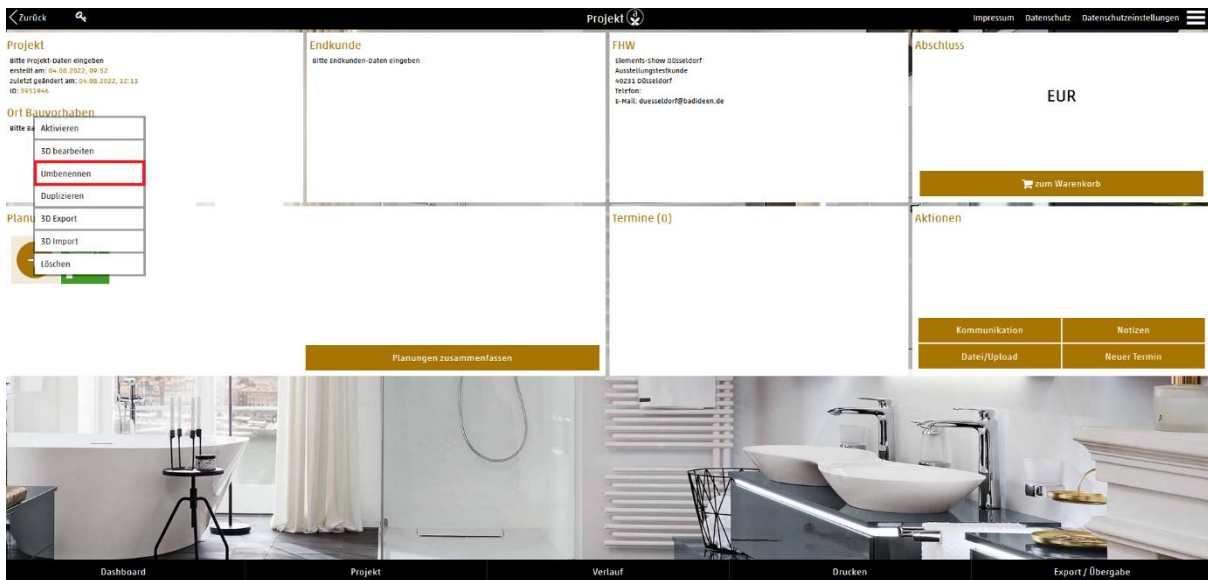 Zurück
Projekt
Impressum Datenschutz Datenschutzeinstellungen
Projekt
Bitte Projekt-Daten eingeben
erstellt am: 04.08.2022, 09:52
zuletzt geändert am: 04.08.2022, 12:13
ID: 5951946
Ort Bauvorhaben
Bitte Ba
Aktivieren
3D bearbeiten
Umbenennen
Duplizieren
3D Export
3D Import
Löschen
Endkunde
Bitte Endkunden-Daten eingeben
FHW
Elements-Show Düsseldorf
Ausstellungstestkunde
40231 Düsseldorf
Telefon:
E-Mail: duesseldorf@badideen.de
Abschluss
EUR
zum Warenkorb
Planu
Planungen zusammenfassen
Termine (0)
Aktionen
Kommunikation Notizen
Datei/Upload Neuer Termin
Dashboard Projekt Verlauf Drucken Export / Übergabe